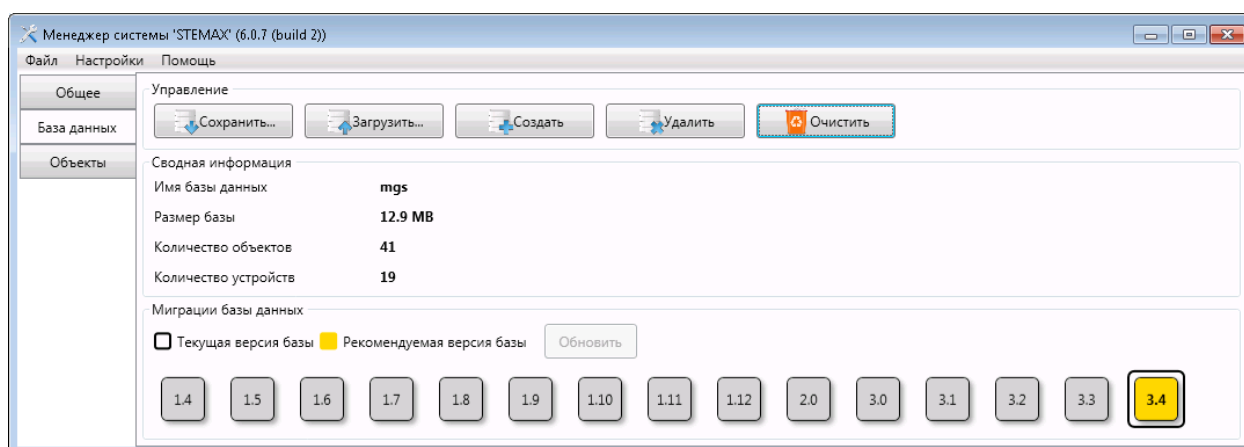 Менеджер системы 'STEMAX' (6.0.7 (build 2))
Файл Настройки Помощь
Общее
База данных
Объекты
Управление
Сохранить... Загрузить... Создать Удалить Очистить
Сводная информация
Имя базы данных mgs
Размер базы 12.9 MB
Количество объектов 41
Количество устройств 19
Миграции базы данных
Текущая версия базы Рекомендуемая версия базы Обновить
1.4 1.5 1.6 1.7 1.8 1.9 1.10 1.11 1.12 2.0 3.0 3.1 3.2 3.3 3.4